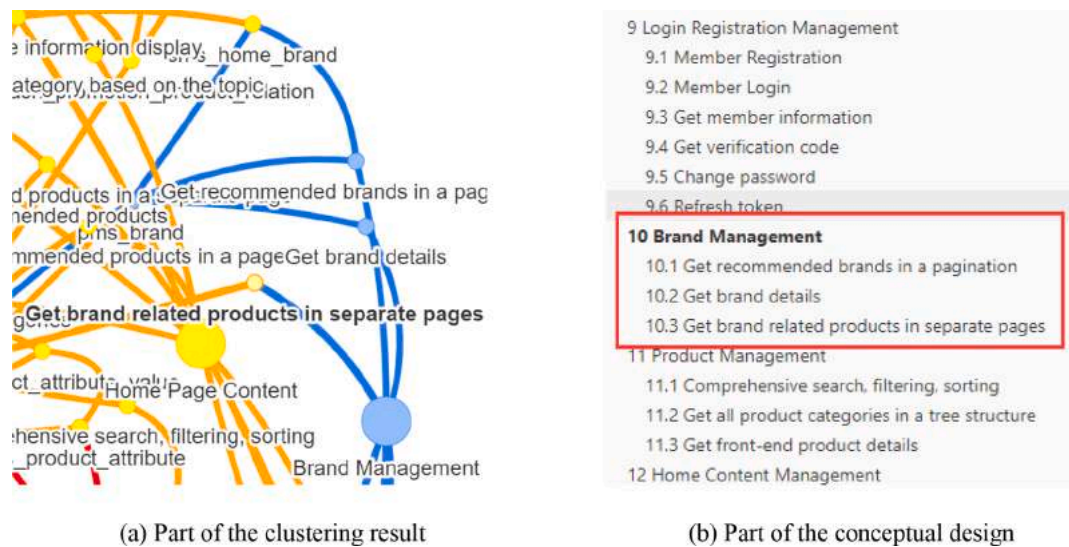 e information display
s_home_brand
ategory based on the topic
relation
d products in a
Get recommended brands in a pag
mended products
pms_brand
mmended products in a page
Get brand details
Get brand related products in separate pages
ct_attribute_value
Home Page Content
hensive search, filtering, sorting
_product_attribute
Brand Management
(a) Part of the clustering result
9 Login Registration Management
9.1 Member Registration
9.2 Member Login
9.3 Get member information
9.4 Get verification code
9.5 Change password
9.6 Refresh token
10 Brand Management
10.1 Get recommended brands in a pagination
10.2 Get brand details
10.3 Get brand related products in separate pages
11 Product Management
11.1 Comprehensive search, filtering, sorting
11.2 Get all product categories in a tree structure
11.3 Get front-end product details
12 Home Content Management
(b) Part of the conceptual design